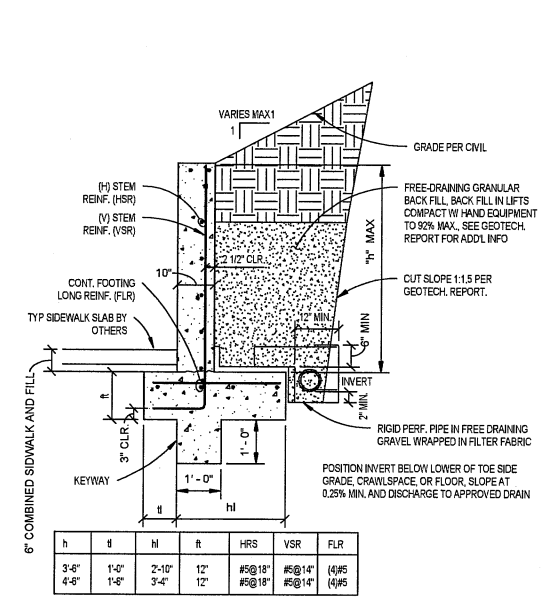 VARIES MAX1
1
GRADE PER CIVIL
(H) STEM
REINF. (HSR)
(V) STEM
REINF. (VSR)
FREE-DRAINING GRANULAR
BACK FILL, BACK FILL IN LIFTS
COMPACT W/ HAND EQUIPMENT
TO 92% MAX., SEE GEOTECH.
REPORT FOR ADD'L INFO
"h" MAX
2 1/2" CLR.
10"
CONT. FOOTING
LONG REINF. (FLR)
CUT SLOPE 1:1,5 PER
GEOTECH. REPORT.
12" MIN.
6" MIN
TYP SIDEWALK SLAB BY
OTHERS
6" COMBINED SIDWALK AND FILL
ft
INVERT
2" MIN.
3" CLR.
RIGID PERF. PIPE IN FREE DRAINING
GRAVEL WRAPPED IN FILTER FABRIC
1'-0"
KEYWAY
1'-0"
POSITION INVERT BELOW LOWER OF TOE SIDE
GRADE, CRAWLSPACE, OR FLOOR, SLOPE AT
0.25% MIN. AND DISCHARGE TO APPROVED DRAIN
tl
hl
h tl hl ft HRS VSR FLR
3'-6" 1'-0" 2'-10" 12" #5@18" #5@14" (4)#5
4'-6" 1'-6" 3'-4" 12" #5@18" #5@14" (4)#5